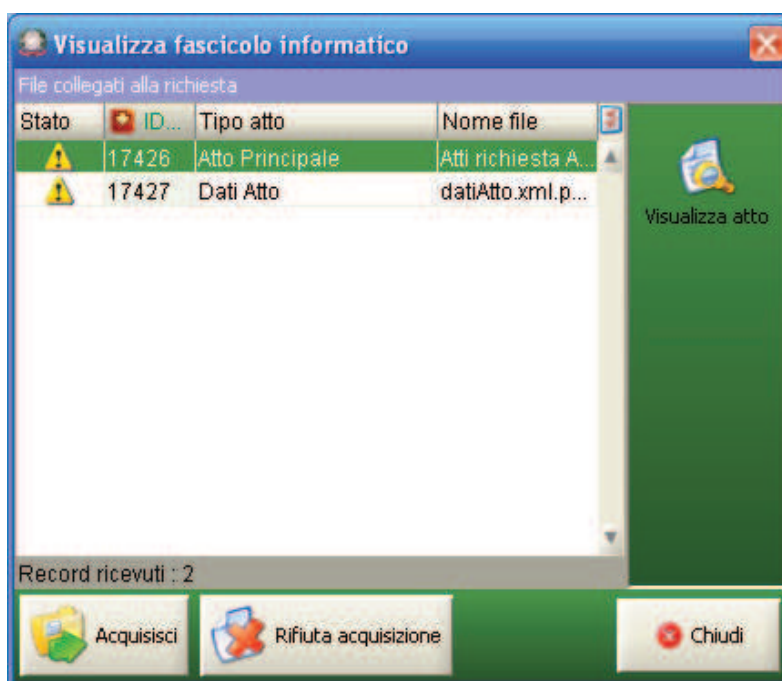 Visualizza fascicolo informatico
File collegati alla richiesta
Stato ID... Tipo atto Nome file
17426 Atto Principale Atti richiesta A...
17427 Dati Atto datiAtto.xml.p...
Visualizza atto
Record ricevuti : 2
Acquisisci Rifiuta acquisizione Chiudi